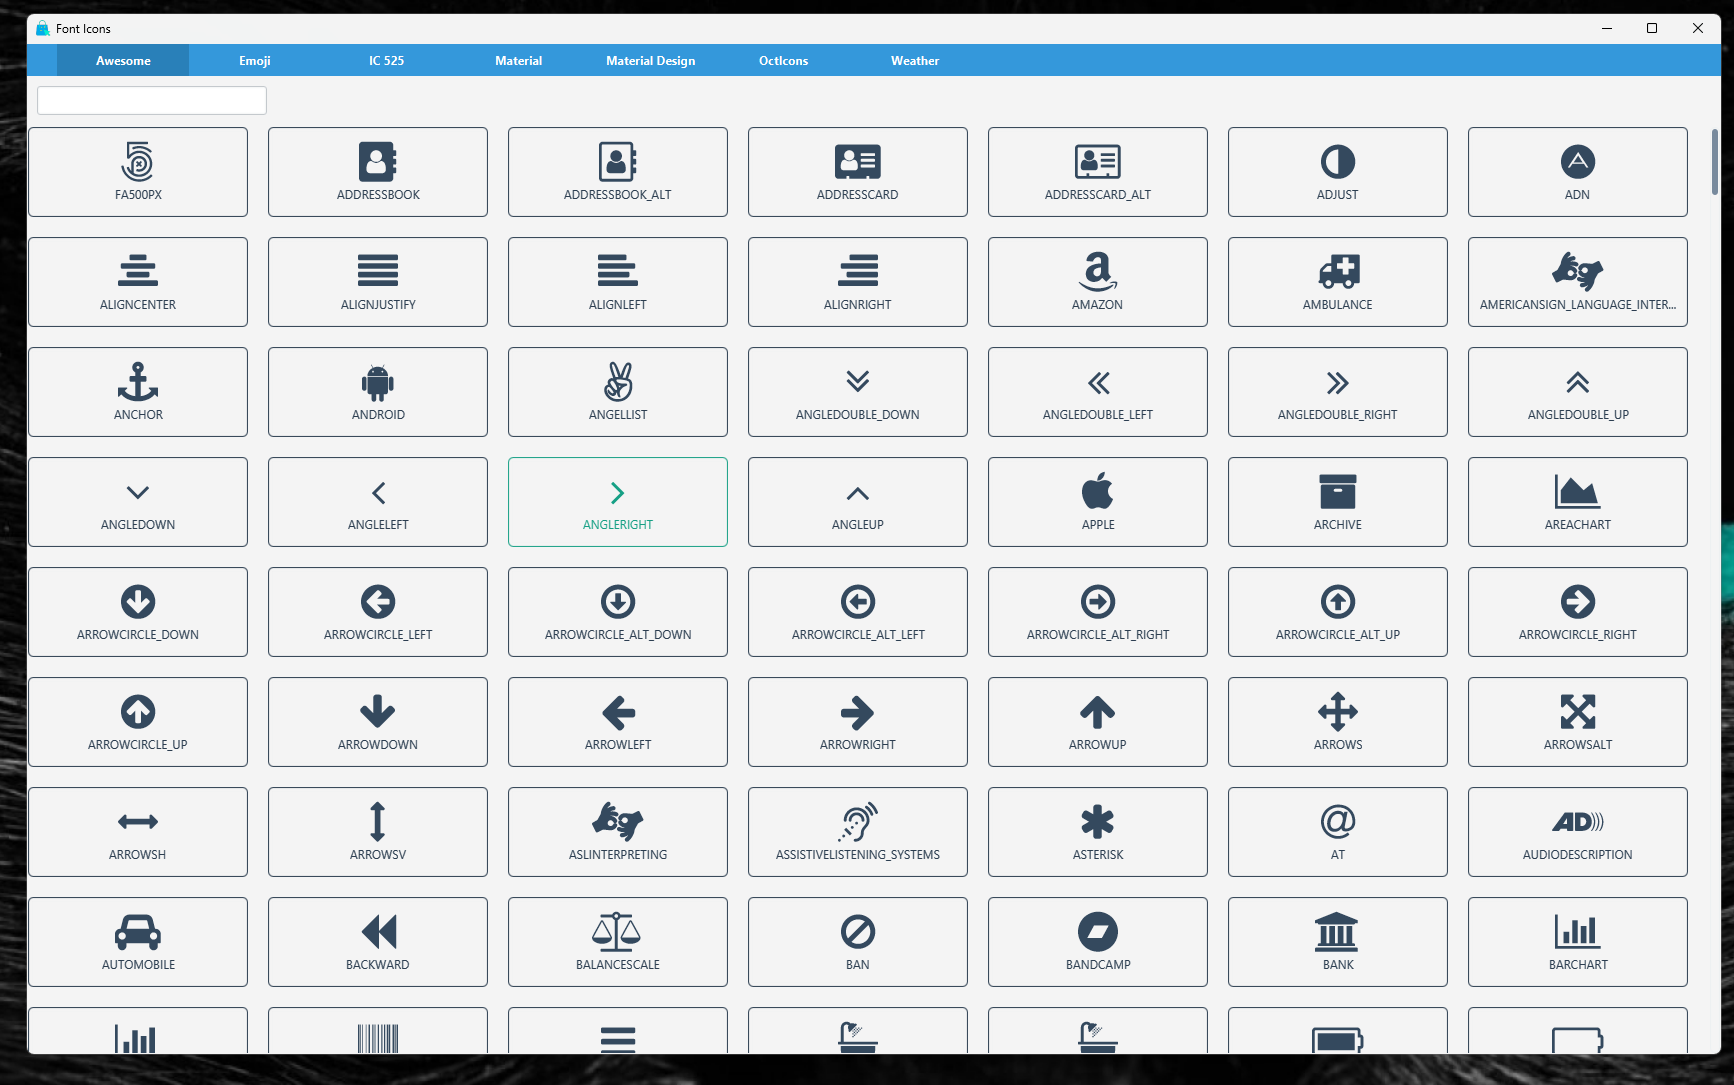 Font Icons
Awesome Emoji IC 525 Material Material Design OctIcons Weather
FA500PX ADDRESSBOOK ADDRESSBOOK_ALT ADDRESSCARD ADDRESSCARD_ALT ADJUST ADN
ALIGNCENTER ALIGNJUSTIFY ALIGNLEFT ALIGNRIGHT AMAZON AMBULANCE AMERICANSIGN_LANGUAGE_INTER...
ANCHOR ANDROID ANGELLIST ANGLEDOUBLE_DOWN ANGLEDOUBLE_LEFT ANGLEDOUBLE_RIGHT ANGLEDOUBLE_UP
ANGLEDOWN ANGLELEFT ANGLERIGHT ANGLEUP APPLE ARCHIVE AREACHART
ARROWCIRCLE_DOWN ARROWCIRCLE_LEFT ARROWCIRCLE_ALT_DOWN ARROWCIRCLE_ALT_LEFT ARROWCIRCLE_ALT_RIGHT ARROWCIRCLE_ALT_UP ARROWCIRCLE_RIGHT
ARROWCIRCLE_UP ARROWDOWN ARROWLEFT ARROWRIGHT ARROWUP ARROWS ARROWSALT
ARROWSH ARROWSV ASLINTERPRETING ASSISTIVELISTENING_SYSTEMS ASTERISK AT AUDIODESCRIPTION
AUTOMOBILE BACKWARD BALANCESCALE BAN BANDCAMP BANK BARCHART